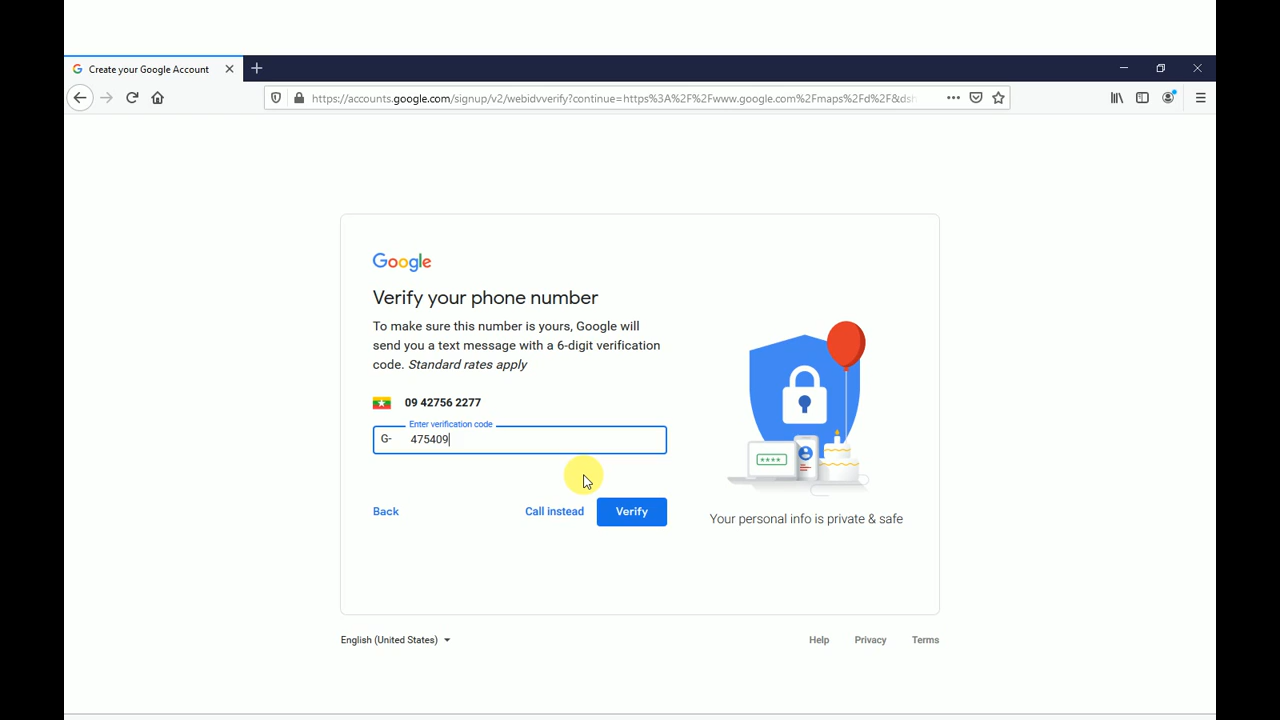 Create your Google Account
https://accounts.google.com/signup/v2/webidvverify?continue=https%3A%2F%2Fwww.google.com%2Fmaps%2Fd%2F&dsh
Google
Verify your phone number
To make sure this number is yours, Google will
send you a text message with a 6-digit verification
code. Standard rates apply
09 42756 2277
Enter verification code
G- 475409
Back Call instead Verify
****
Your personal info is private & safe
English (United States) Help Privacy Terms